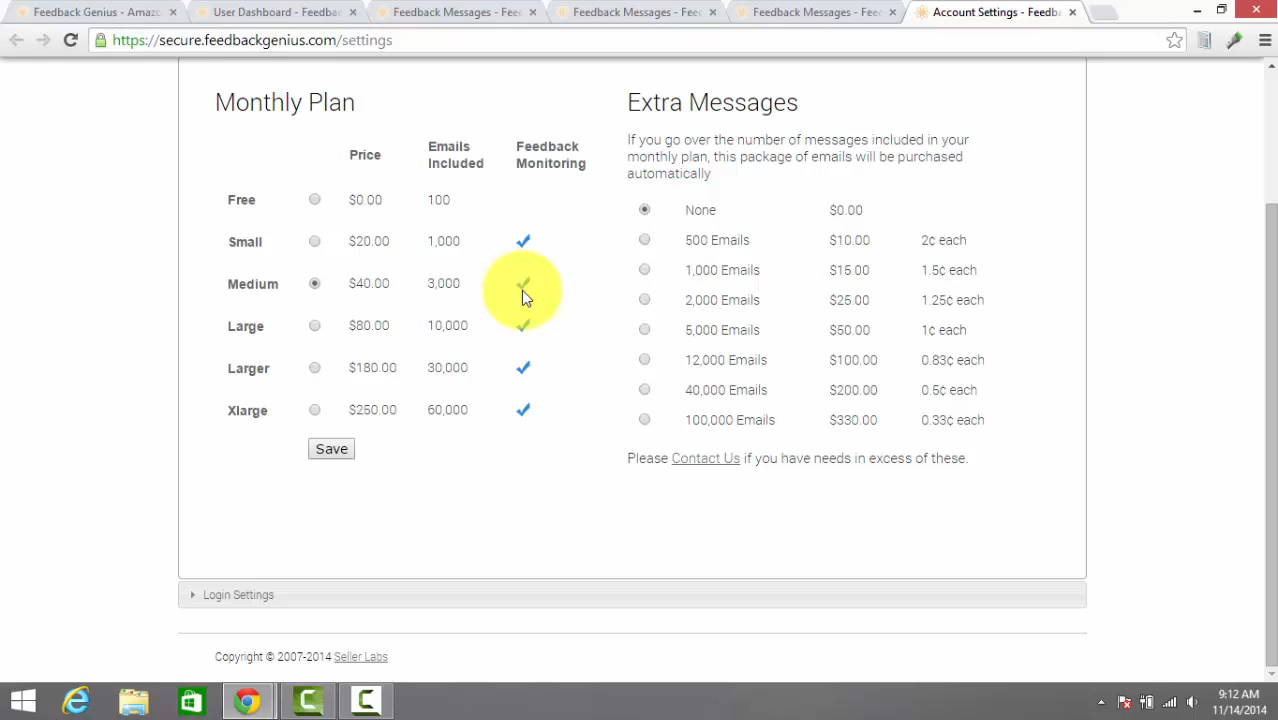 Feedback Genius - Amazo
User Dashboard - Feedbac
Feedback Messages - Fee
Feedback Messages - Fee
Feedback Messages - Fee
Account Settings - Feedb
https://secure.feedbackgenius.com/settings
Monthly Plan
Price Emails Included Feedback Monitoring
Free $0.00 100
Small $20.00 1,000
Medium $40.00 3,000
Large $80.00 10,000
Larger $180.00 30,000
Xlarge $250.00 60,000
Save
Extra Messages
If you go over the number of messages included in your
monthly plan, this package of emails will be purchased
automatically
None $0.00
500 Emails $10.00 2¢ each
1,000 Emails $15.00 1.5¢ each
2,000 Emails $25.00 1.25¢ each
5,000 Emails $50.00 1¢ each
12,000 Emails $100.00 0.83¢ each
40,000 Emails $200.00 0.5¢ each
100,000 Emails $330.00 0.33¢ each
Please Contact Us if you have needs in excess of these.
Login Settings
Copyright © 2007-2014 Seller Labs
9:12 AM
11/14/2014